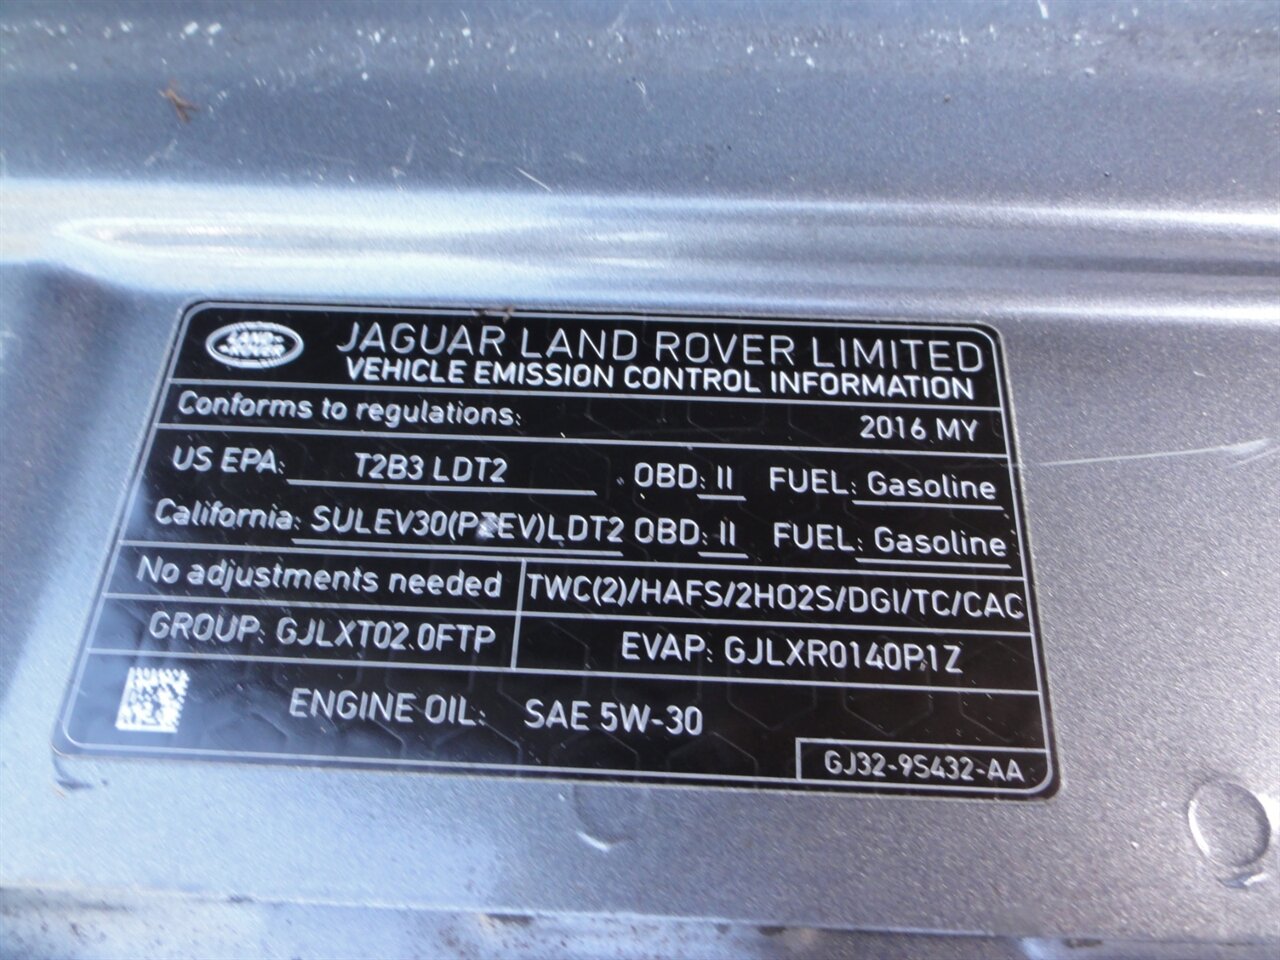 LAND-
-ROVER
JAGUAR LAND ROVER LIMITED
VEHICLE EMISSION CONTROL INFORMATION
Conforms to regulations: 2016 MY
US EPA: T2B3 LDT2 OBD: II FUEL: Gasoline
California: SULEV30(PZEV)LDT2 OBD: II FUEL: Gasoline
No adjustments needed TWC(2)/HAFS/2HO2S/DGI/TC/CAC
GROUP: GJLXT02.0FTP EVAP: GJLXR0140P1Z
ENGINE OIL: SAE 5W-30
GJ32-9S432-AA